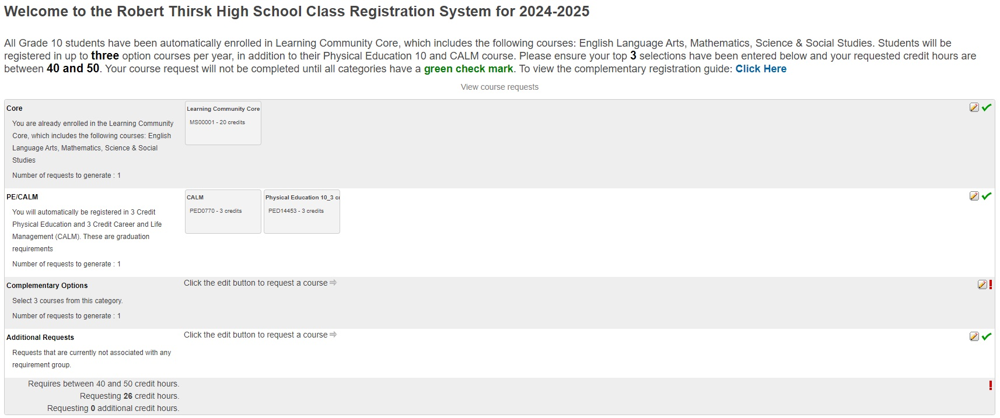 Welcome to the Robert Thirsk High School Class Registration System for 2024-2025
All Grade 10 students have been automatically enrolled in Learning Community Core, which includes the following courses: English Language Arts, Mathematics, Science & Social Studies. Students will be
registered in up to three option courses per year, in addition to their Physical Education 10 and CALM course. Please ensure your top 3 selections have been entered below and your requested credit hours are
between 40 and 50. Your course request will not be completed until all categories have a green check mark. To view the complementary registration guide: Click Here
View course requests
Core
You are already enrolled in the Learning Community
Core, which includes the following courses: English
Language Arts, Mathematics, Science & Social
Studies
Number of requests to generate : 1
Learning Community Core
MS00001 - 20 credits
PE/CALM
You will automatically be registered in 3 Credit
Physical Education and 3 Credit Career and Life
Management (CALM). These are graduation
requirements
Number of requests to generate : 1
CALM
PED0770 - 3 credits
Physical Education 10_3 cr
PED14453 - 3 credits
Complementary Options
Select 3 courses from this category.
Number of requests to generate : 1
Click the edit button to request a course
Additional Requests
Requests that are currently not associated with any
requirement group.
Click the edit button to request a course
Requires between 40 and 50 credit hours.
Requesting 26 credit hours.
Requesting 0 additional credit hours.